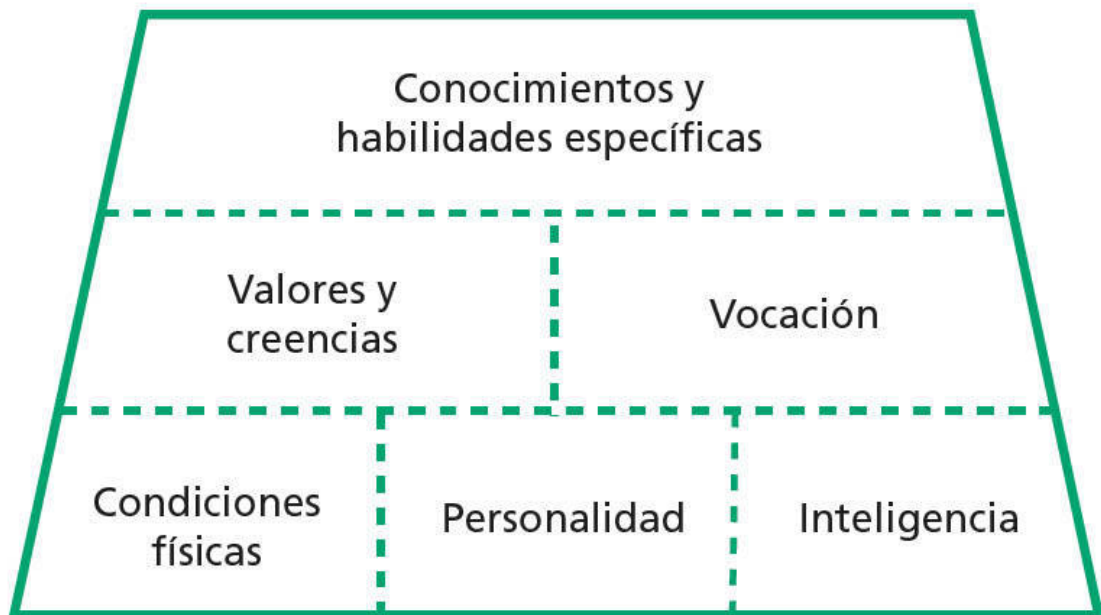 Conocimientos y
habilidades específicas
Valores y
creencias
Vocación
Condiciones
físicas
Personalidad
Inteligencia